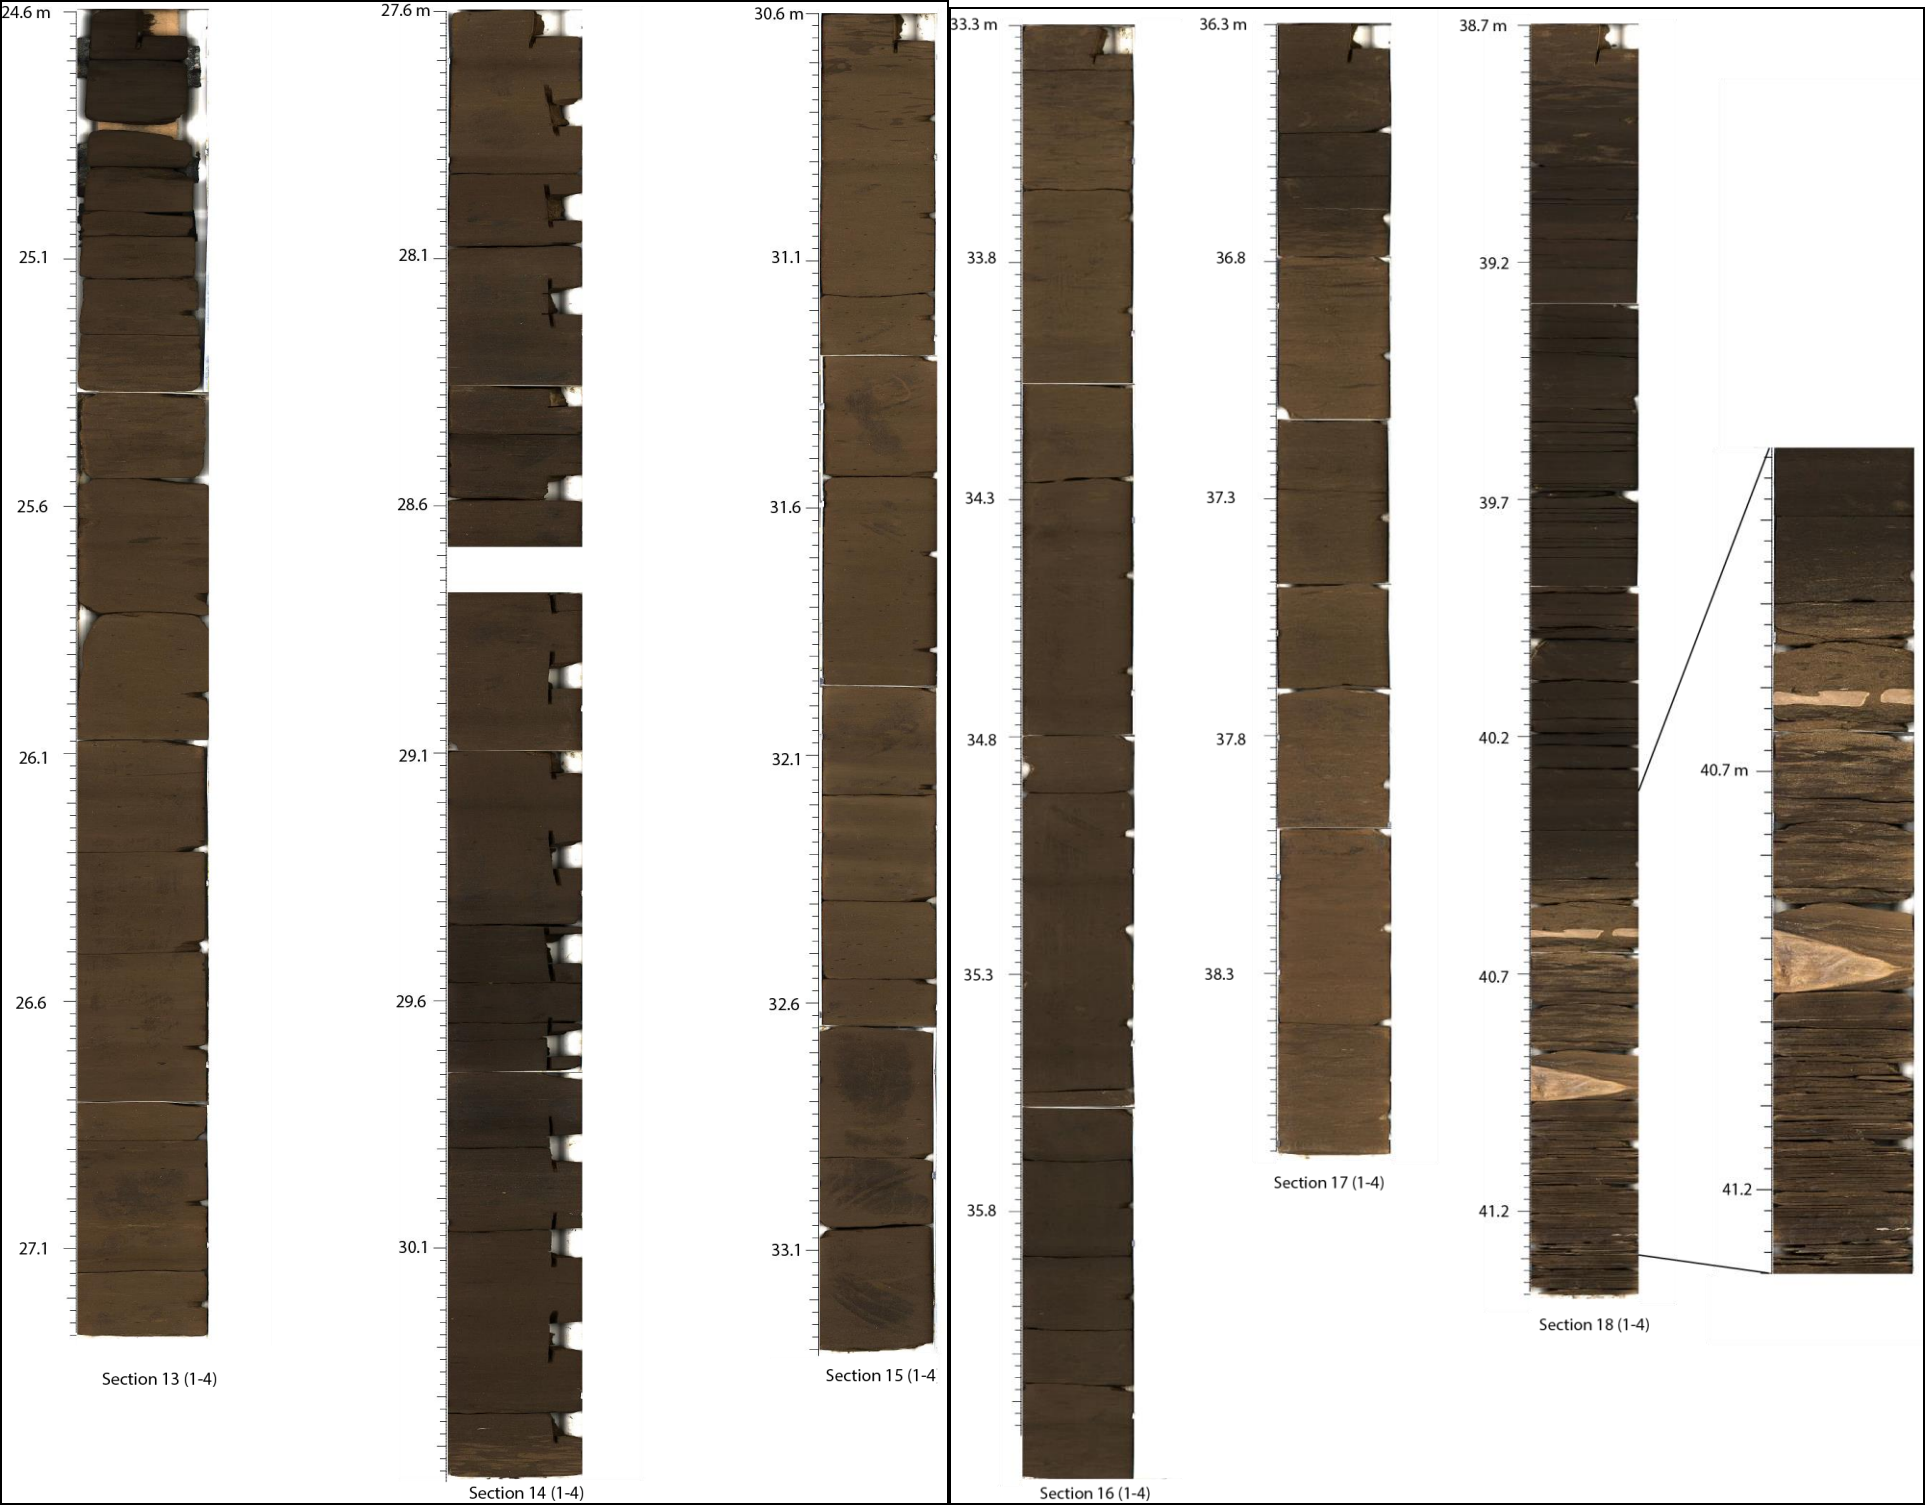 24.6 m
25.1
25.6
26.1
26.6
27.1
Section 13 (1-4)
27.6 m
28.1
28.6
29.1
29.6
30.1
Section 14 (1-4)
30.6 m
31.1
31.6
32.1
32.6
33.1
Section 15 (1-4
33.3 m
33.8
34.3
34.8
35.3
35.8
Section 16 (1-4)
36.3 m
36.8
37.3
37.8
38.3
Section 17 (1-4)
38.7 m
39.2
39.7
40.2
40.7
41.2
Section 18 (1-4)
40.7 m
41.2